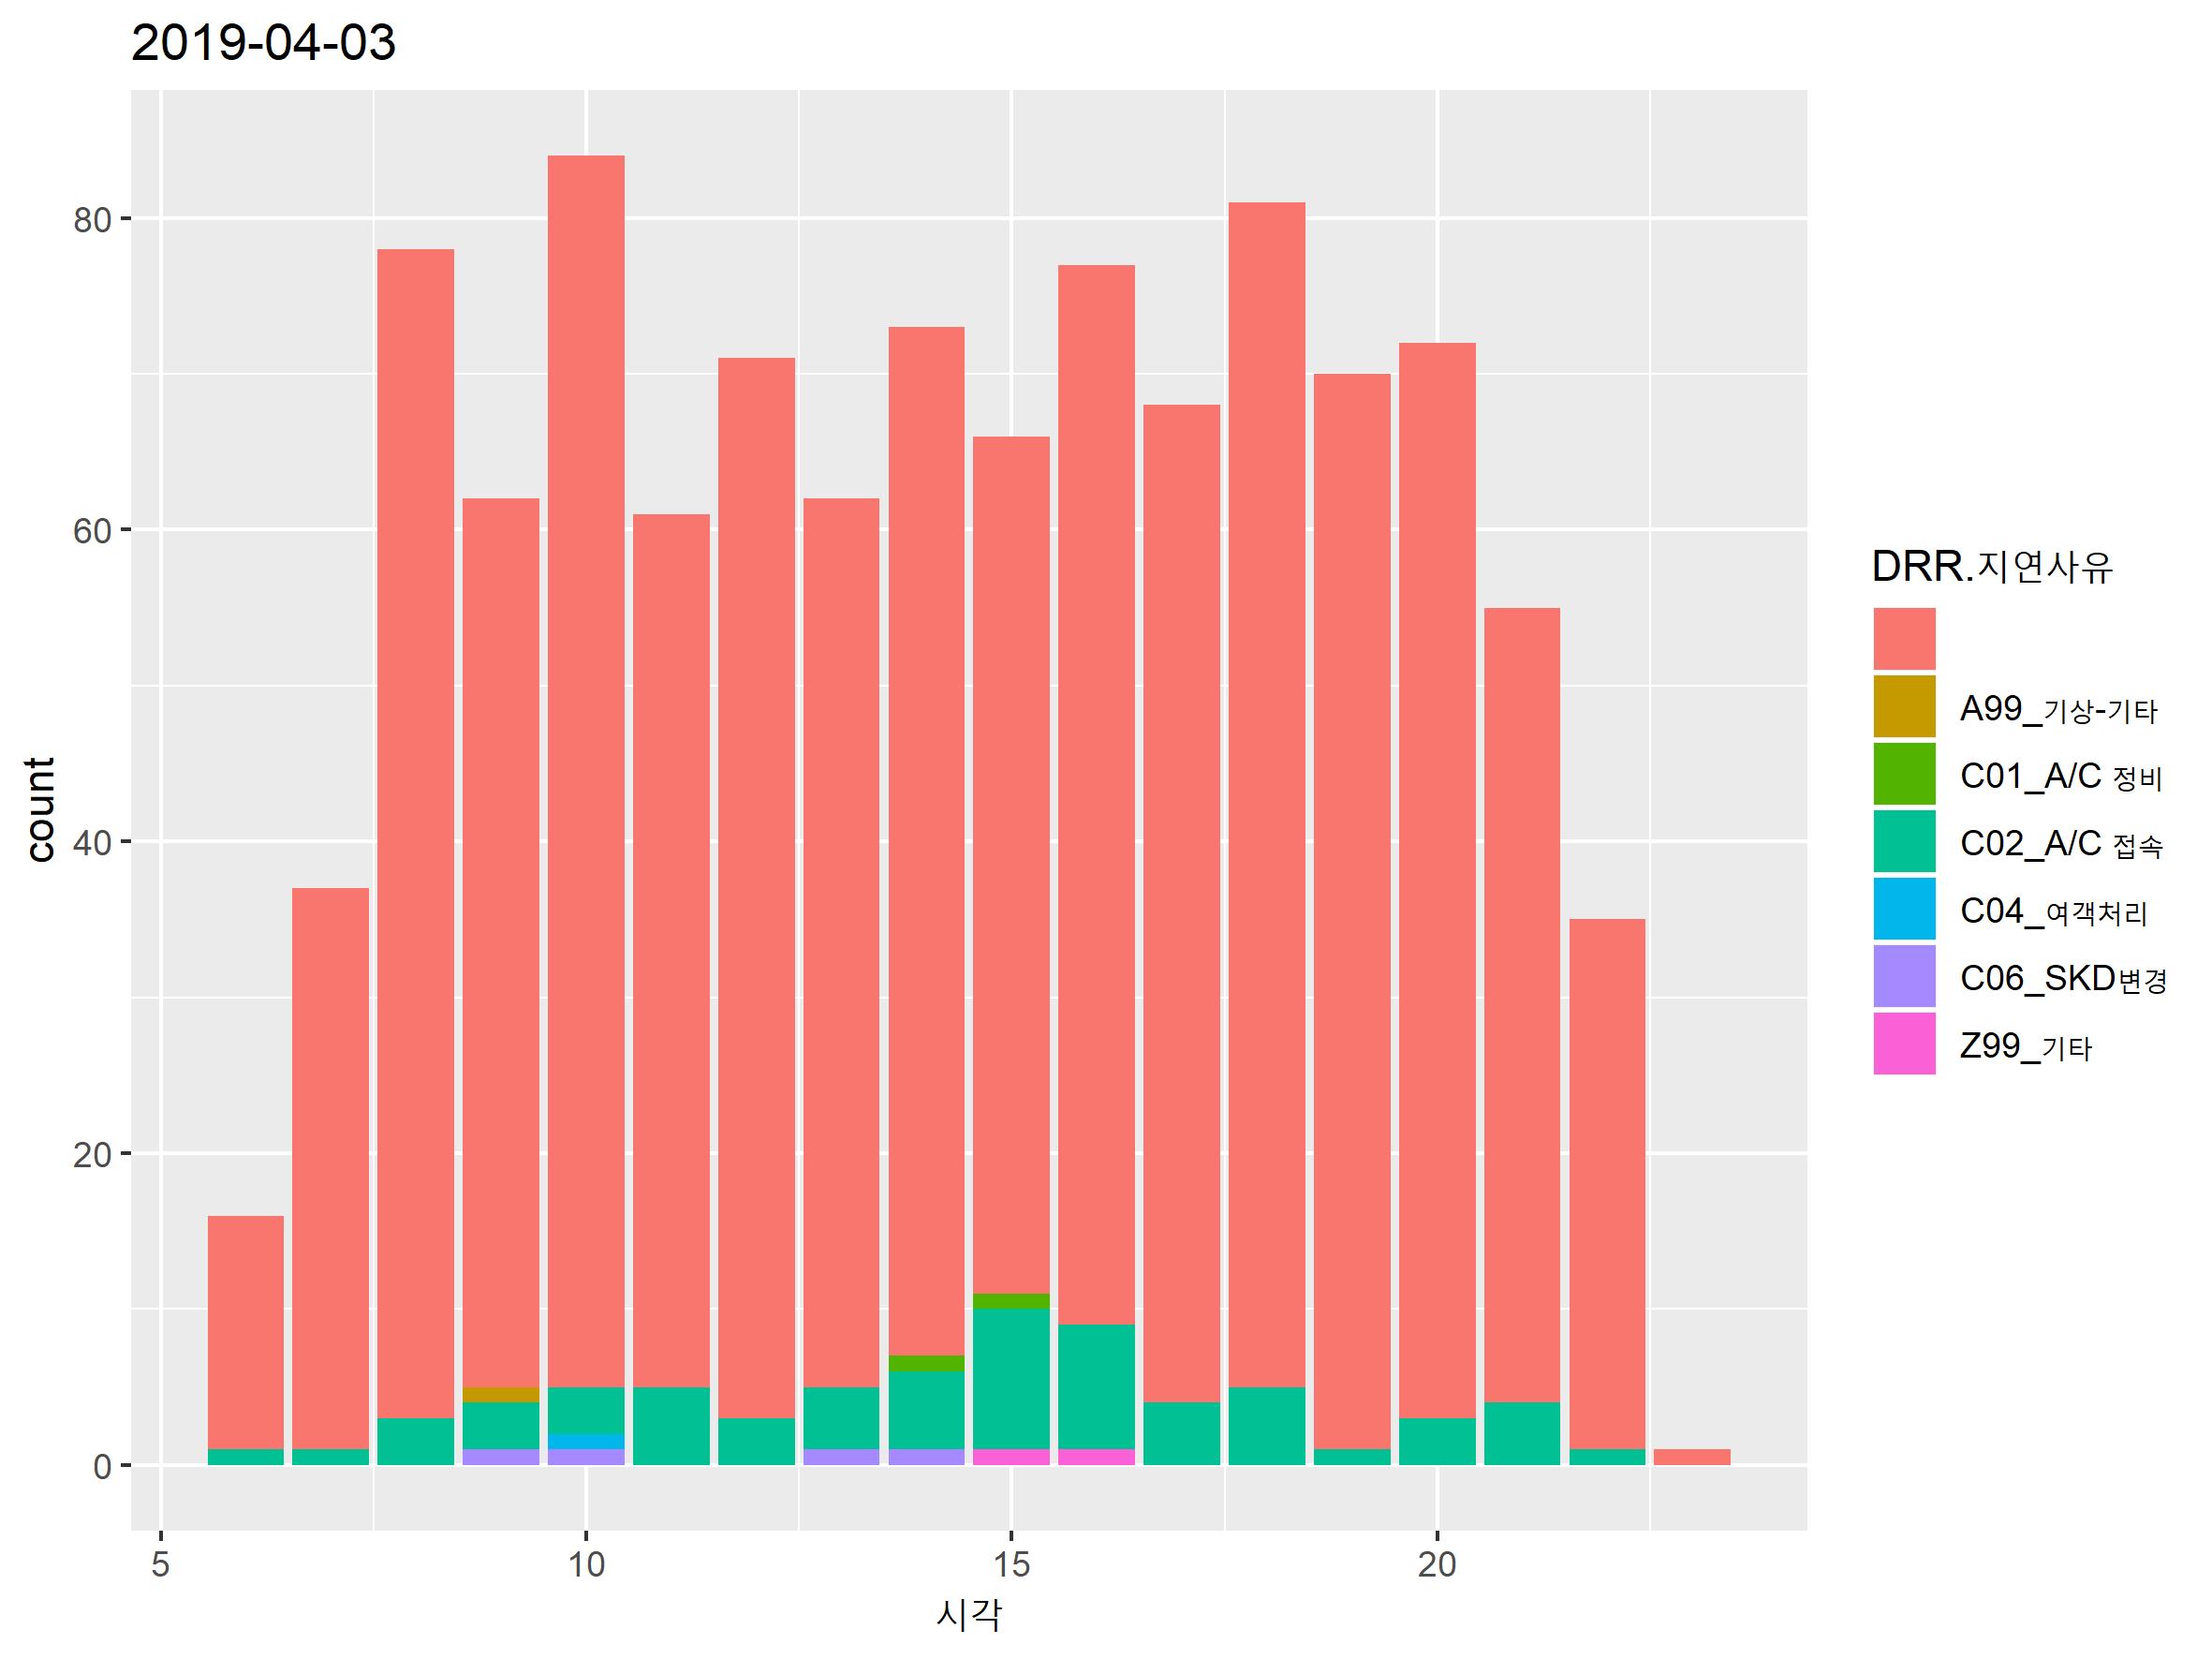 2019-04-03
count
80
60
40
20
0
5 10 15 20
시각
DRR.지연사유
A99_기상-기타
C01_A/C 정비
C02_A/C 접속
C04_여객처리
C06_SKD변경
Z99_기타